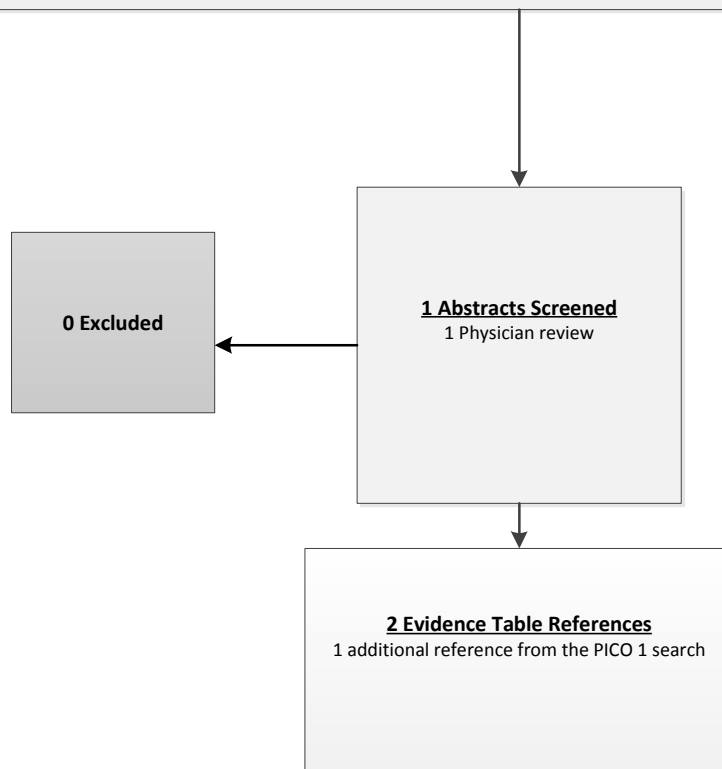 0 Excluded
1 Abstracts Screened
1 Physician review
2 Evidence Table References
1 additional reference from the PICO 1 search